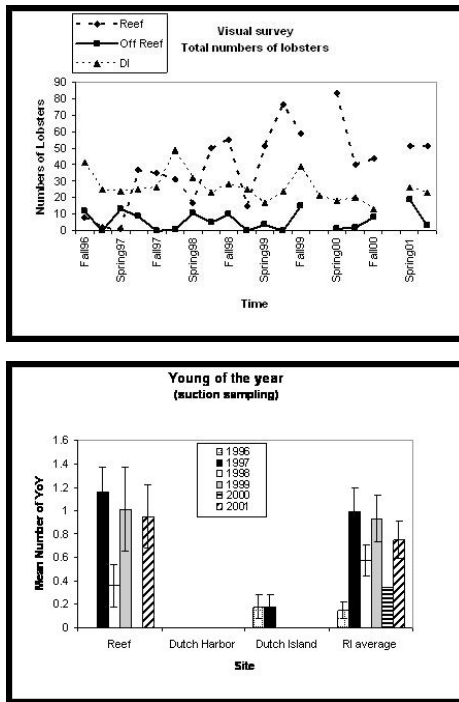 Reef
Off Reef
DI
Visual survey
Total numbers of lobsters
Numbers of Lobsters
90
80
70
60
50
40
30
20
10
0
Fall96
Spring97
Fall97
Spring98
Fall98
Spring99
Fall99
Spring00
Fall00
Spring01
Time
Young of the year
(suction sampling)
1996
1997
1998
1999
2000
2001
Mean Number of YoY
1.6
1.4
1.2
1
0.8
0.6
0.4
0.2
0
Reef Dutch Harbor Dutch Island RI average
Site